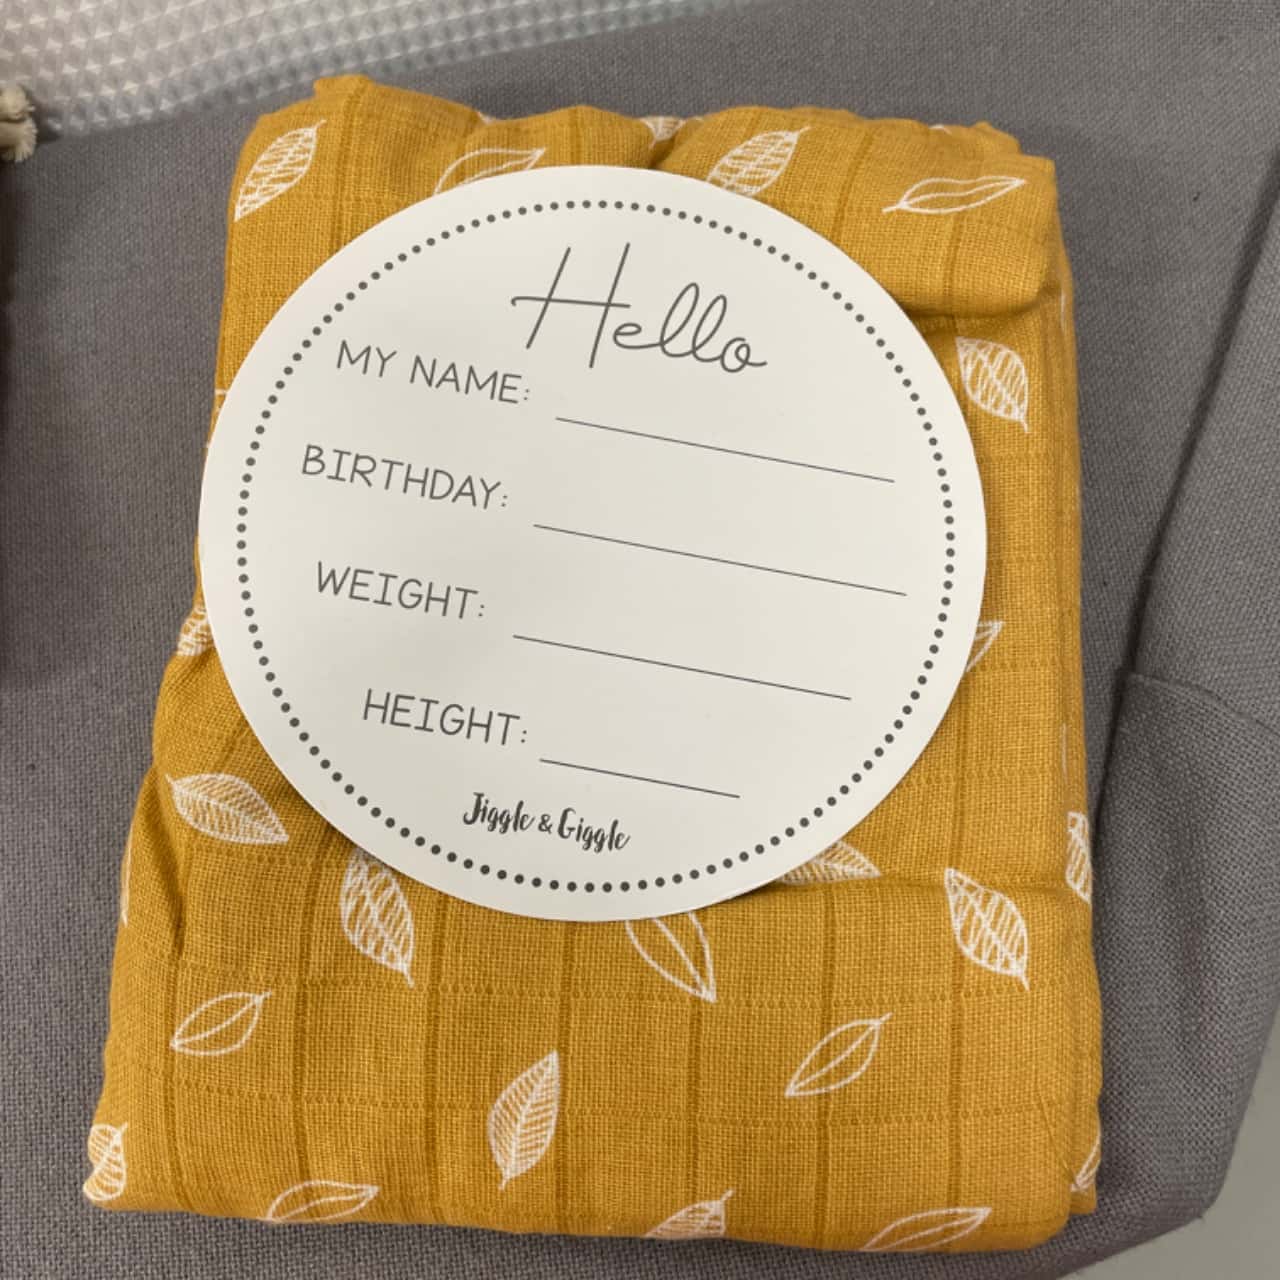 Hello
MY NAME:
BIRTHDAY:
WEIGHT:
HEIGHT:
Jiggle & Giggle